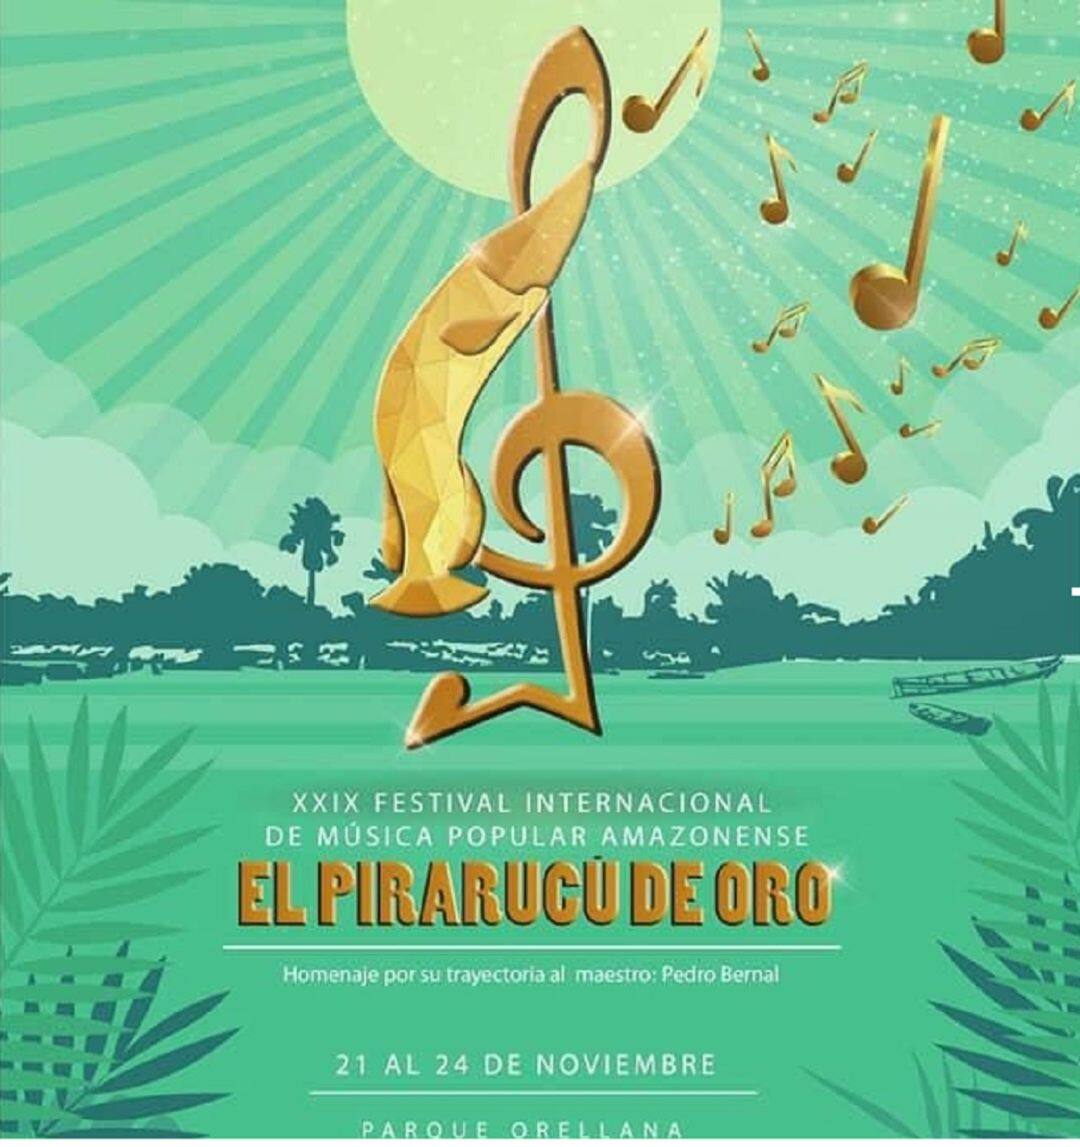 XXIX FESTIVAL INTERNACIONAL
DE MÚSICA POPULAR AMAZONENSE
EL PIRARUCÚ DE ORO
Homenaje por su trayectoria al maestro: Pedro Bernal
21 AL 24 DE NOVIEMBRE
PARQUE ORELLANA